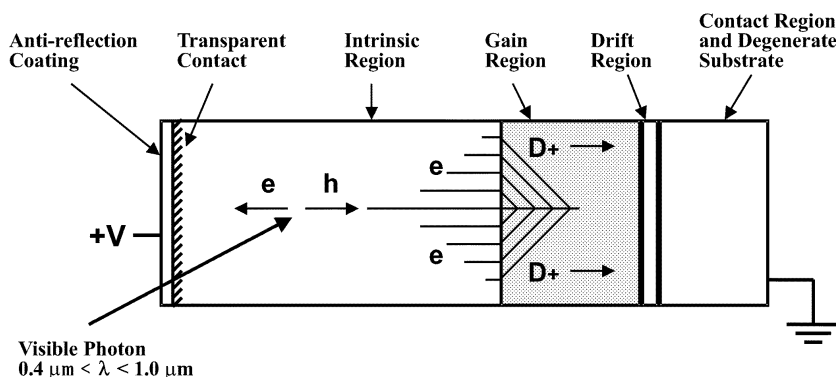 Anti-reflection
Coating
Transparent
Contact
Intrinsic
Region
Gain
Region
Drift
Region
Contact Region
and Degenerate
Substrate
e
h
e
e
D+
D+
+V
Visible Photon
0.4 μm < λ < 1.0 μm